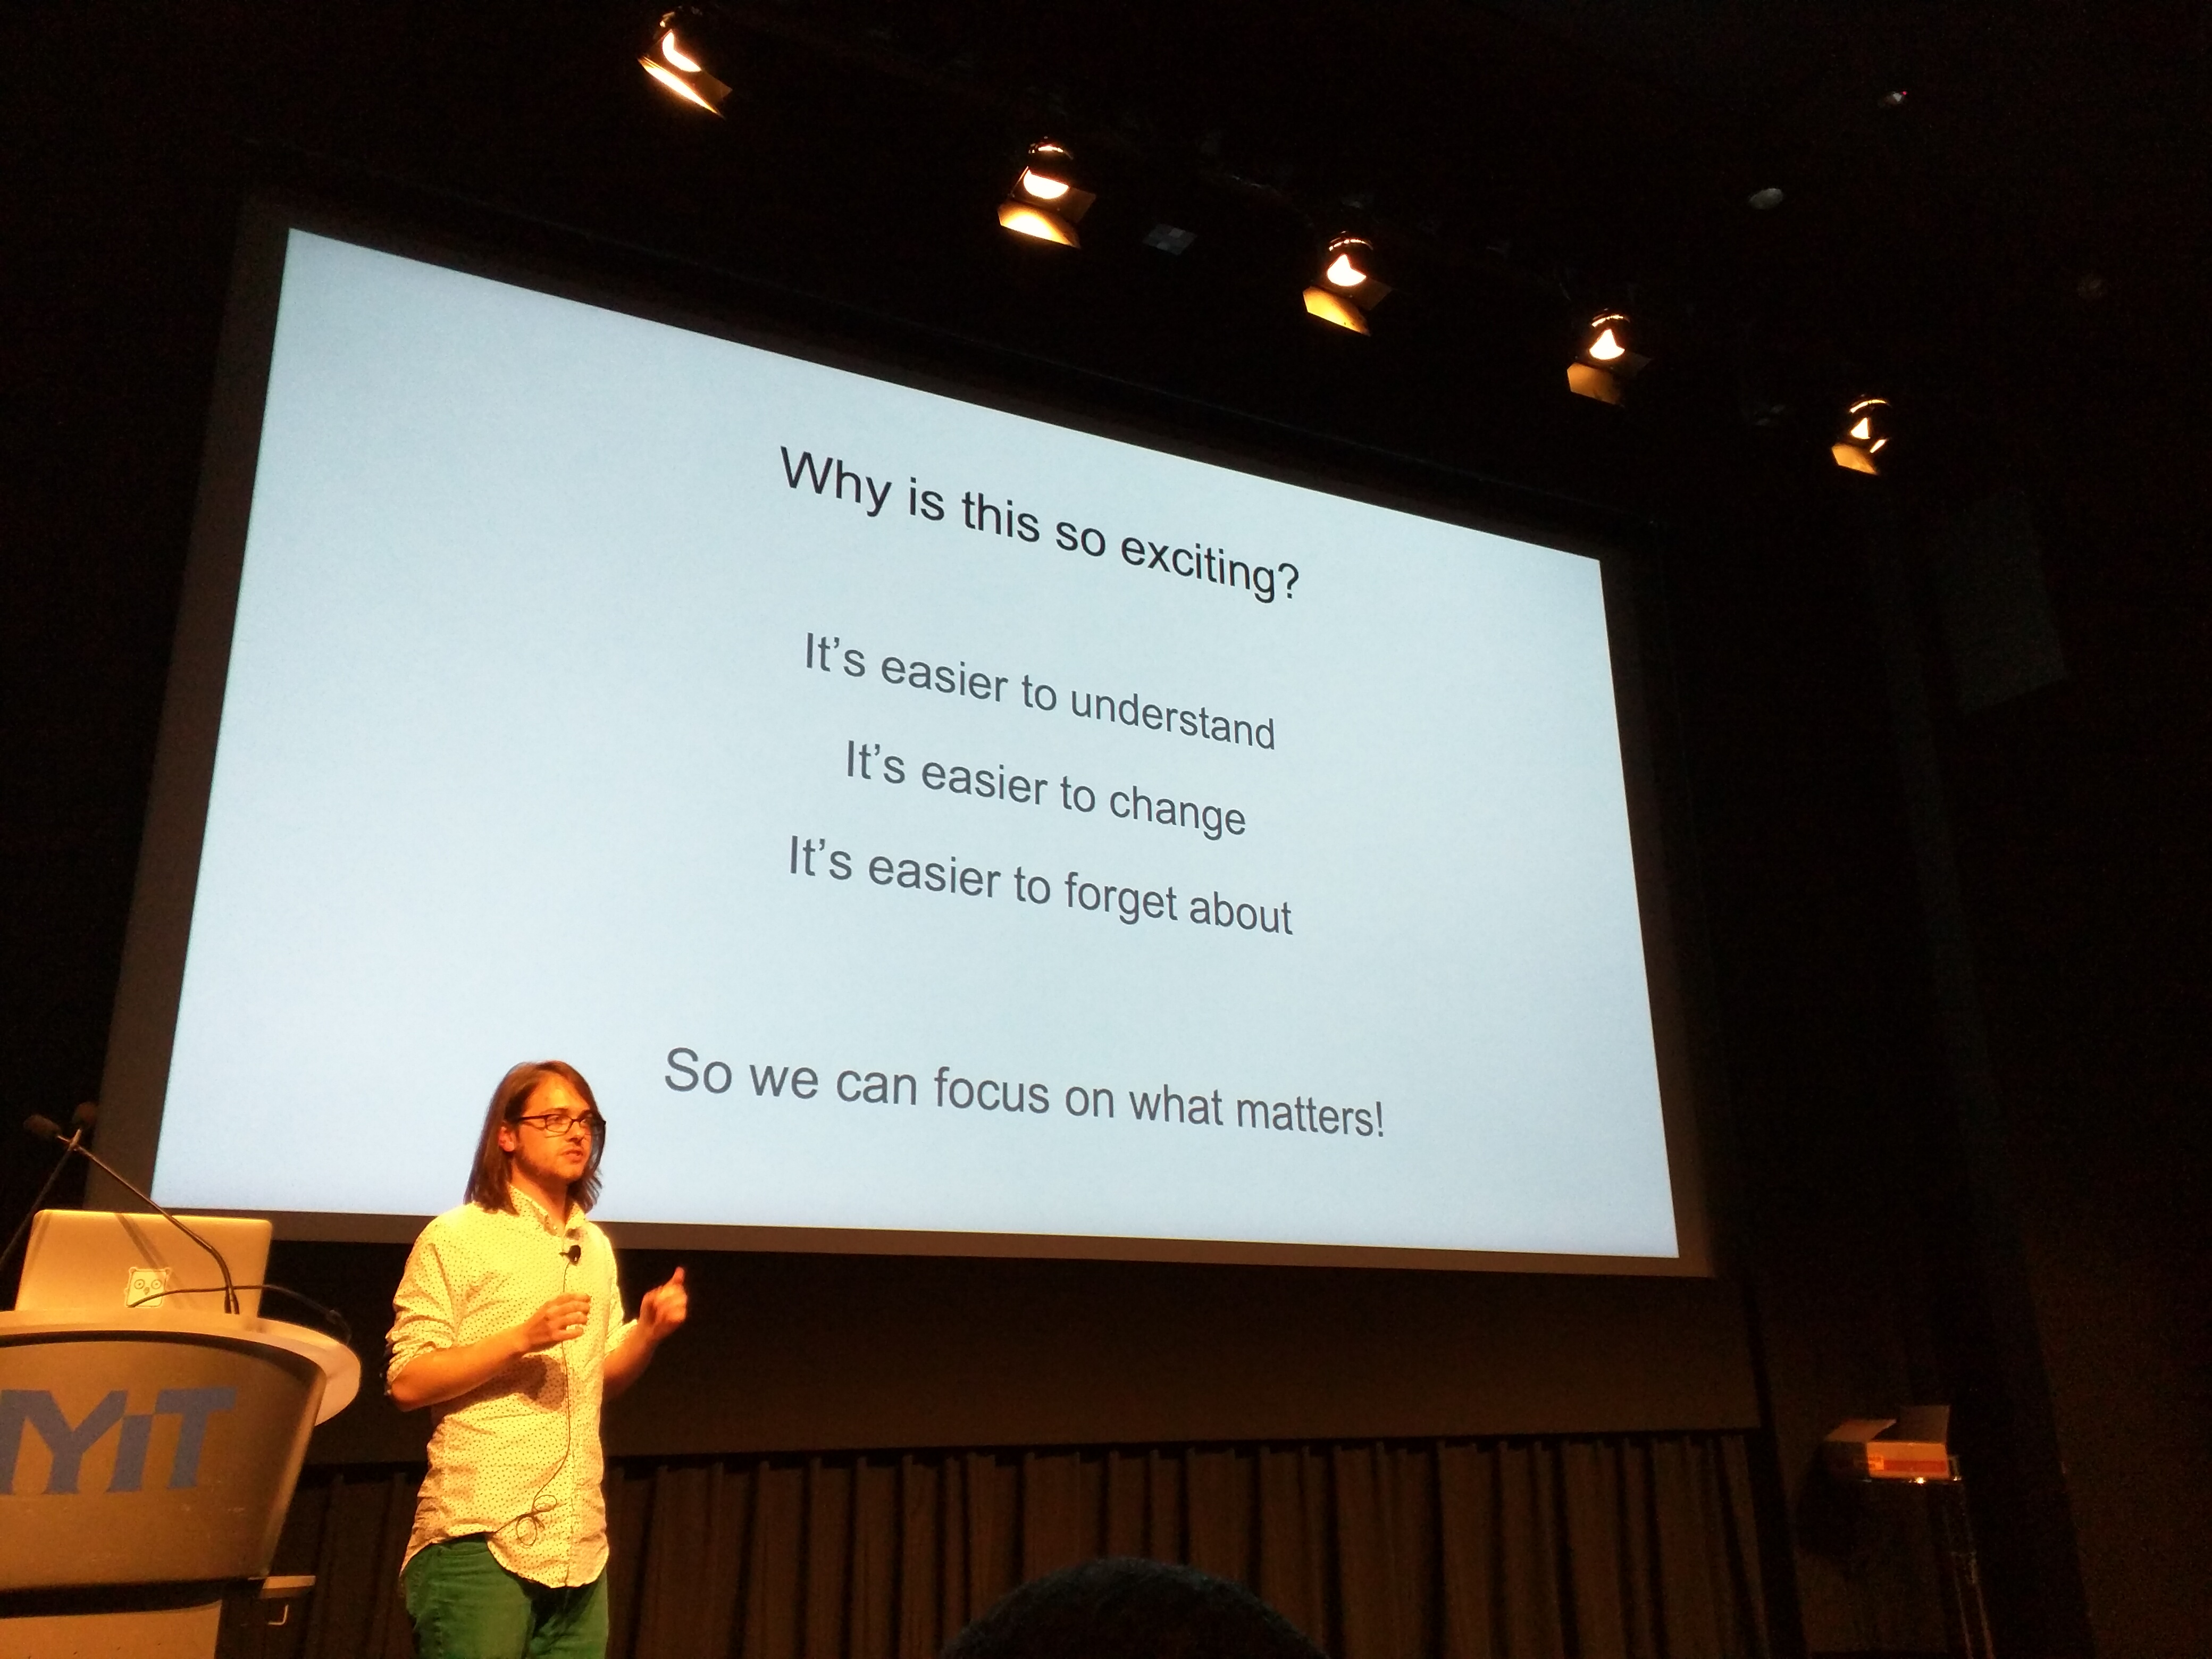 Why is this so exciting?
It's easier to understand
It's easier to change
It's easier to forget about
So we can focus on what matters!
NYiT